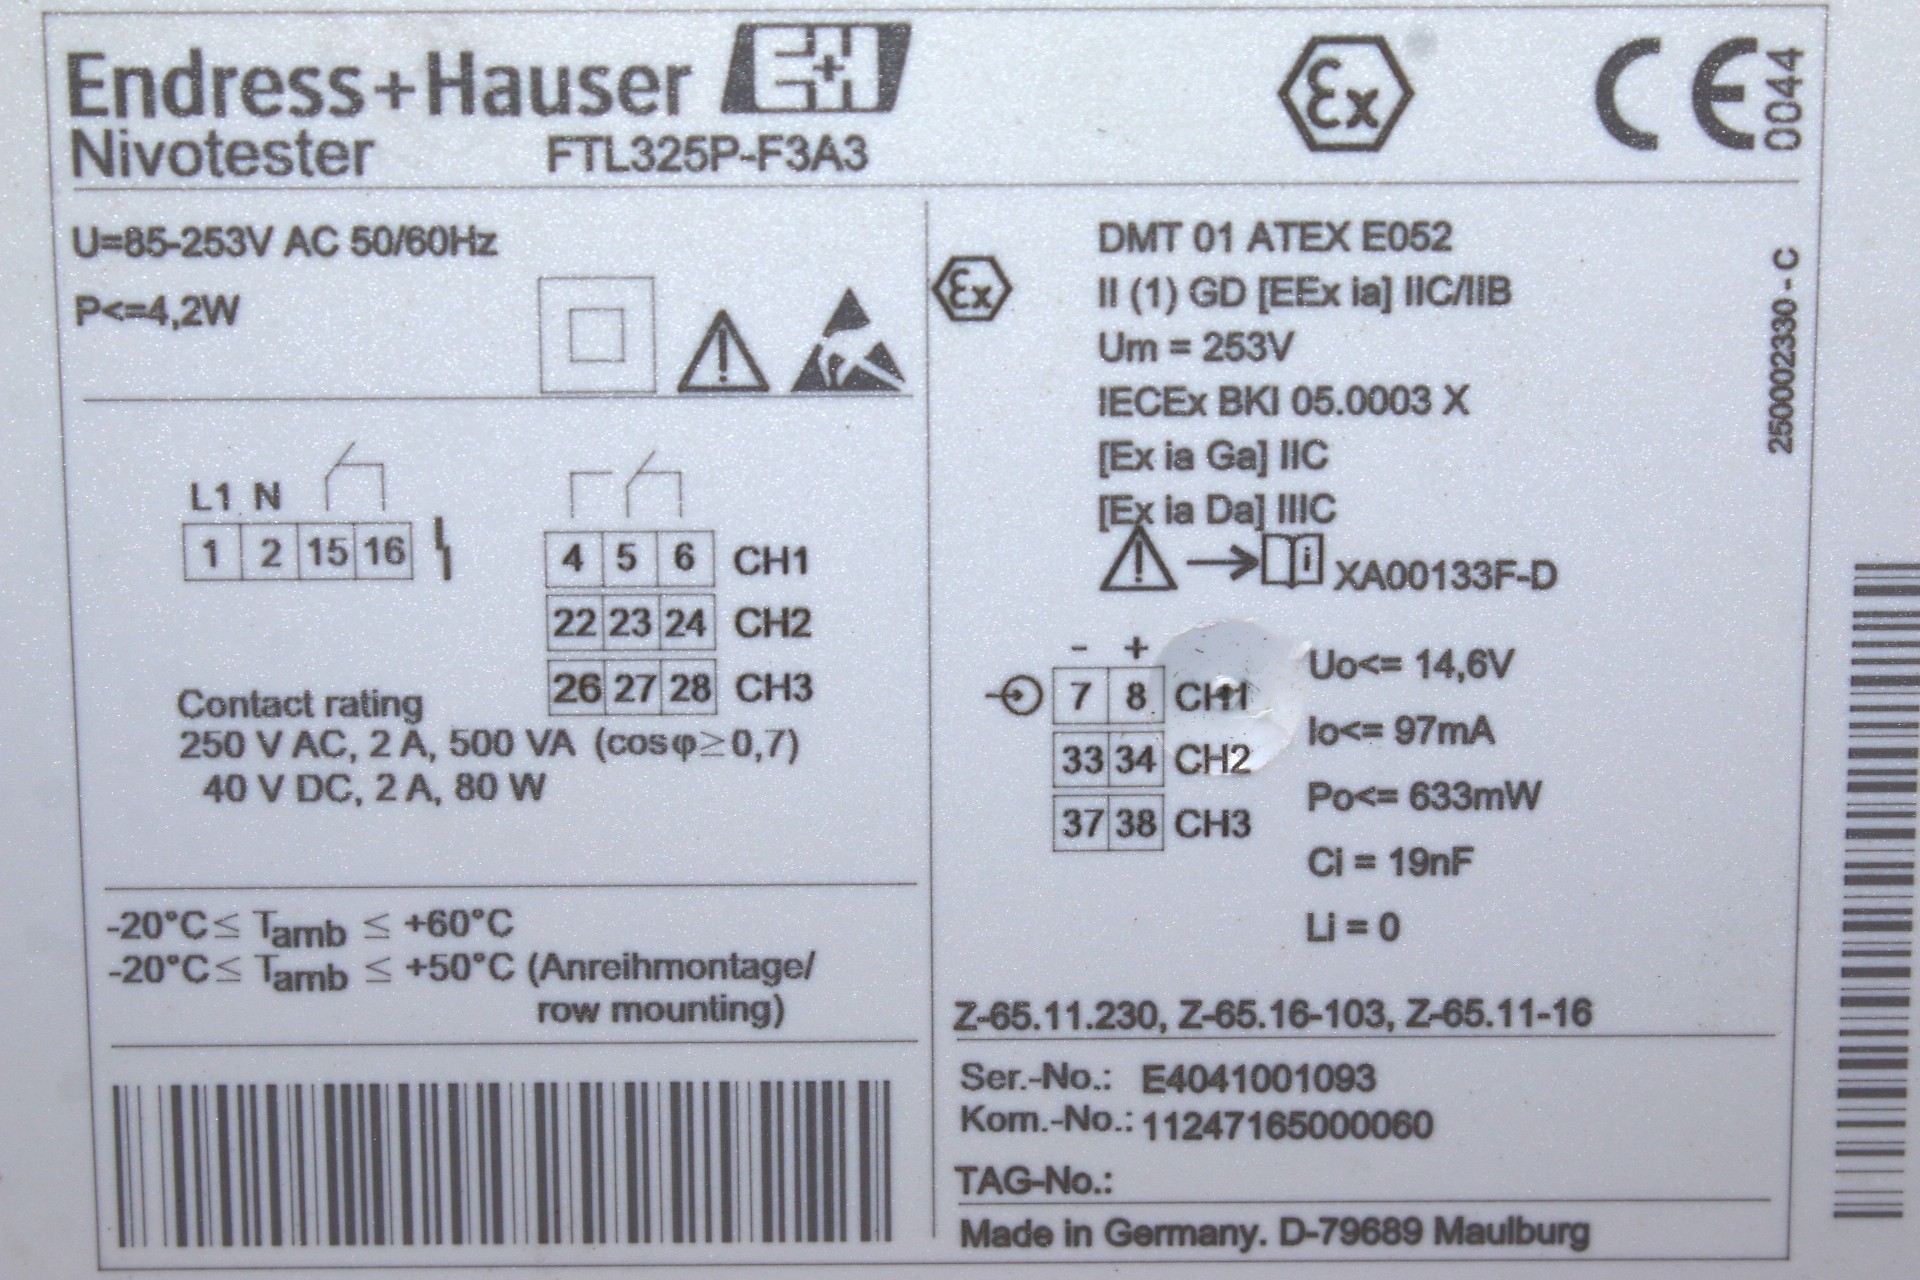 Endress+Hauser E+H
Nivotester FTL325P-F3A3
Ex
CE 0044
U=85-253V AC 50/60Hz
P<=4,2W
L1 N
1 2 15 16
4 5 6 CH1
22 23 24 CH2
26 27 28 CH3
Contact rating
250 V AC, 2 A, 500 VA (cosφ≥0,7)
40 V DC, 2 A, 80 W
-20°C ≤ Tamb ≤ +60°C
-20°C ≤ Tamb ≤ +50°C (Anreihmontage/
row mounting)
Ex
DMT 01 ATEX E052
II (1) GD [EEx ia] IIC/IIB
Um = 253V
IECEx BKI 05.0003 X
[Ex ia Ga] IIC
[Ex ia Da] IIIC
i XA00133F-D
- +
7 8 CH1
33 34 CH2
37 38 CH3
Uo<= 14,6V
Io<= 97mA
Po<= 633mW
Ci = 19nF
Li = 0
Z-65.11.230, Z-65.16-103, Z-65.11-16
Ser.-No.: E4041001093
Kom.-No.: 11247165000060
TAG-No.:
Made in Germany. D-79689 Maulburg
250002330 - C